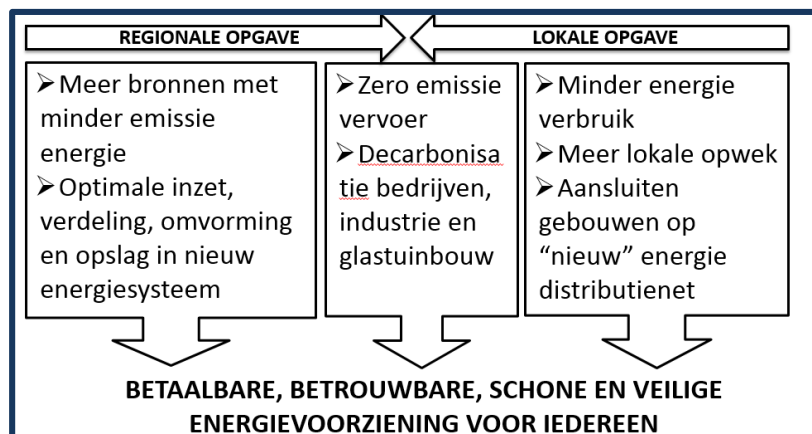 REGIONALE OPGAVE
LOKALE OPGAVE
➢Meer bronnen met
minder emissie
energie
➢Optimale inzet,
verdeling, omvorming
en opslag in nieuw
energiesysteem
➢Zero emissie
vervoer
➢Decarbonisa
tie bedrijven,
industrie en
glastuinbouw
➢Minder energie
verbruik
➢Meer lokale opwek
➢Aansluiten
gebouwen op
“nieuw” energie
distributienet
BETAALBARE, BETROUWBARE, SCHONE EN VEILIGE
ENERGIEVOORZIENING VOOR IEDEREEN